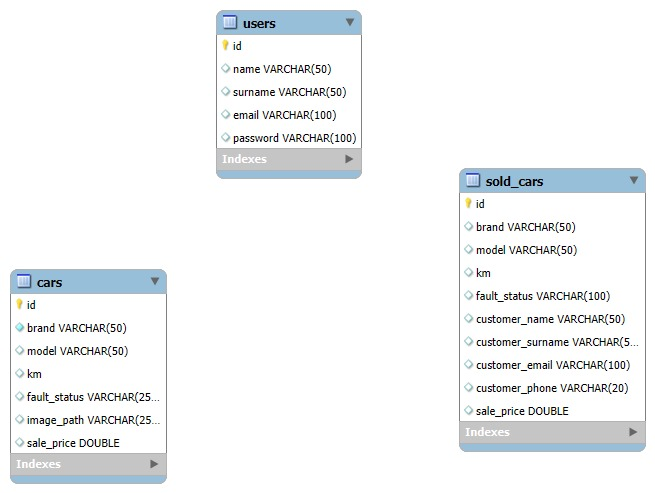 users
id
name VARCHAR(50)
surname VARCHAR(50)
email VARCHAR(100)
password VARCHAR(100)
Indexes
sold_cars
id
brand VARCHAR(50)
model VARCHAR(50)
km
fault_status VARCHAR(100)
customer_name VARCHAR(50)
customer_surname VARCHAR(5...
customer_email VARCHAR(100)
customer_phone VARCHAR(20)
sale_price DOUBLE
Indexes
cars
id
brand VARCHAR(50)
model VARCHAR(50)
km
fault_status VARCHAR(25...
image_path VARCHAR(25...
sale_price DOUBLE
Indexes